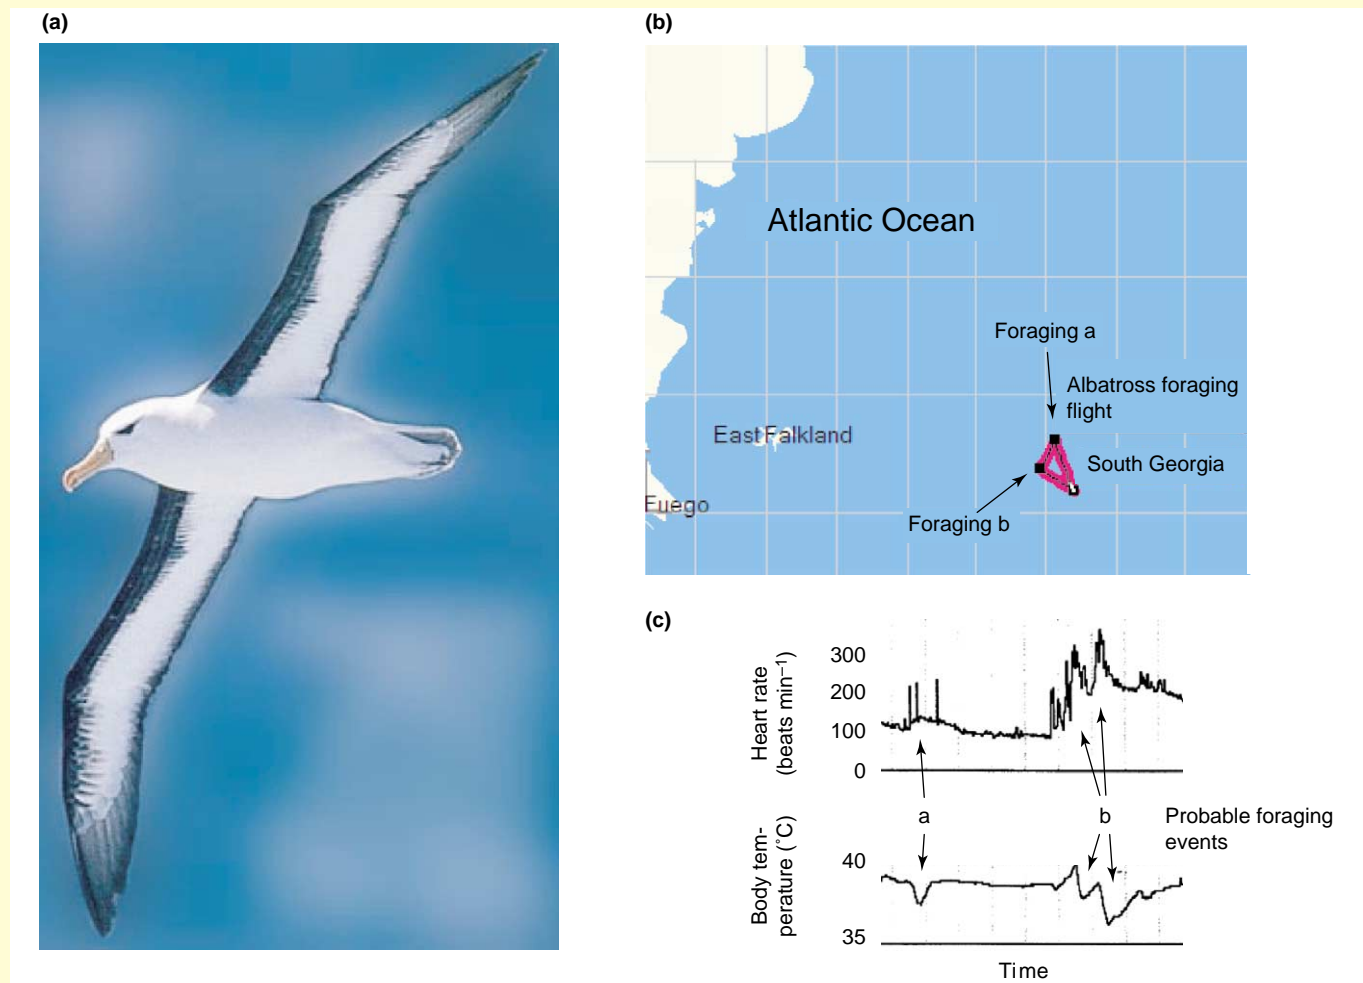 (a)
(b)
Atlantic Ocean
Foraging a
Albatross foraging
flight
East Falkland
South Georgia
Fuego
Foraging b
(c)
Heart rate
(beats min⁻¹)
300
200
100
0
a
b
Probable foraging
events
Body tem-
perature (˚C)
40
35
Time